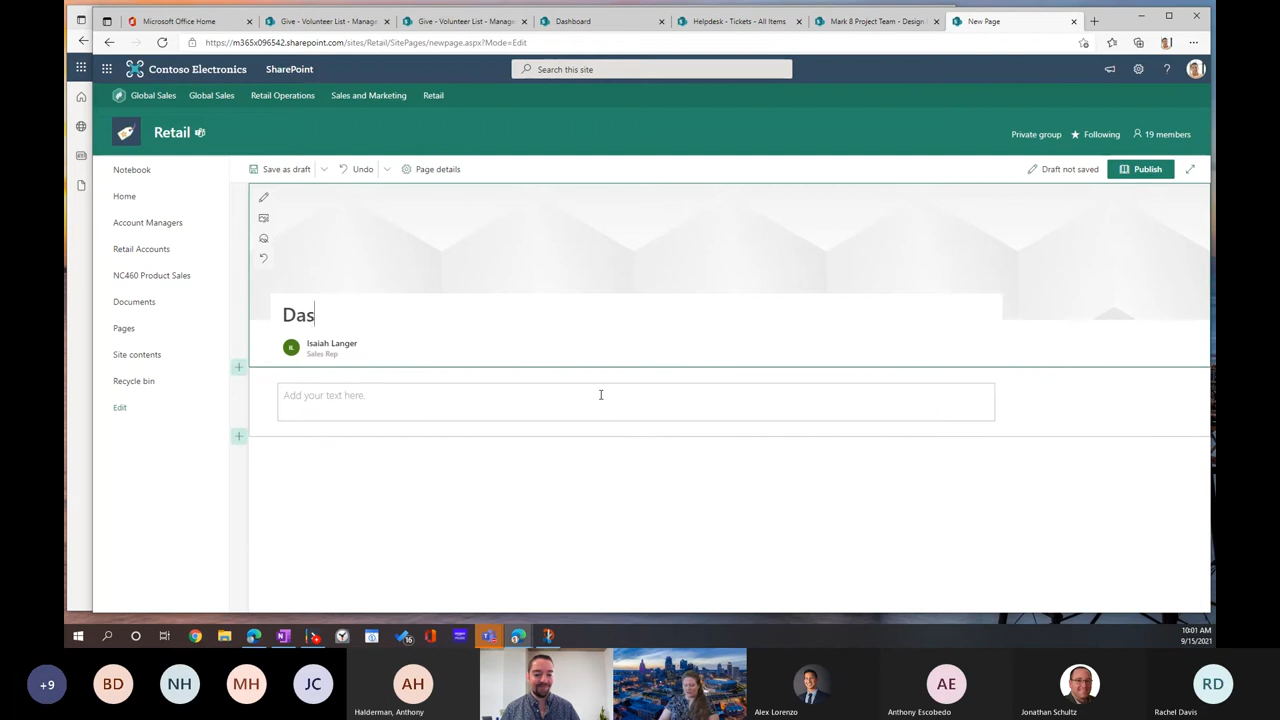 Microsoft Office Home
Give - Volunteer List - Manage
Give - Volunteer List - Manage
Dashboard
Helpdesk - Tickets - All Items
Mark 8 Project Team - Design
New Page
https://m365x096542.sharepoint.com/sites/Retail/SitePages/newpage.aspx?Mode=Edit
Contoso Electronics
SharePoint
Search this site
Global Sales
Global Sales
Retail Operations
Sales and Marketing
Retail
Retail
Private group
Following
19 members
Notebook
Home
Account Managers
Retail Accounts
NC460 Product Sales
Documents
Pages
Site contents
Recycle bin
Edit
Save as draft
Undo
Page details
Draft not saved
Publish
Das
IL
Isaiah Langer
Sales Rep
Add your text here.
16
10:01 AM
9/15/2021
+9
BD
NH
MH
JC
AH
Halderman, Anthony
Alex Lorenzo
AE
Anthony Escobedo
Jonathan Schultz
RD
Rachel Davis